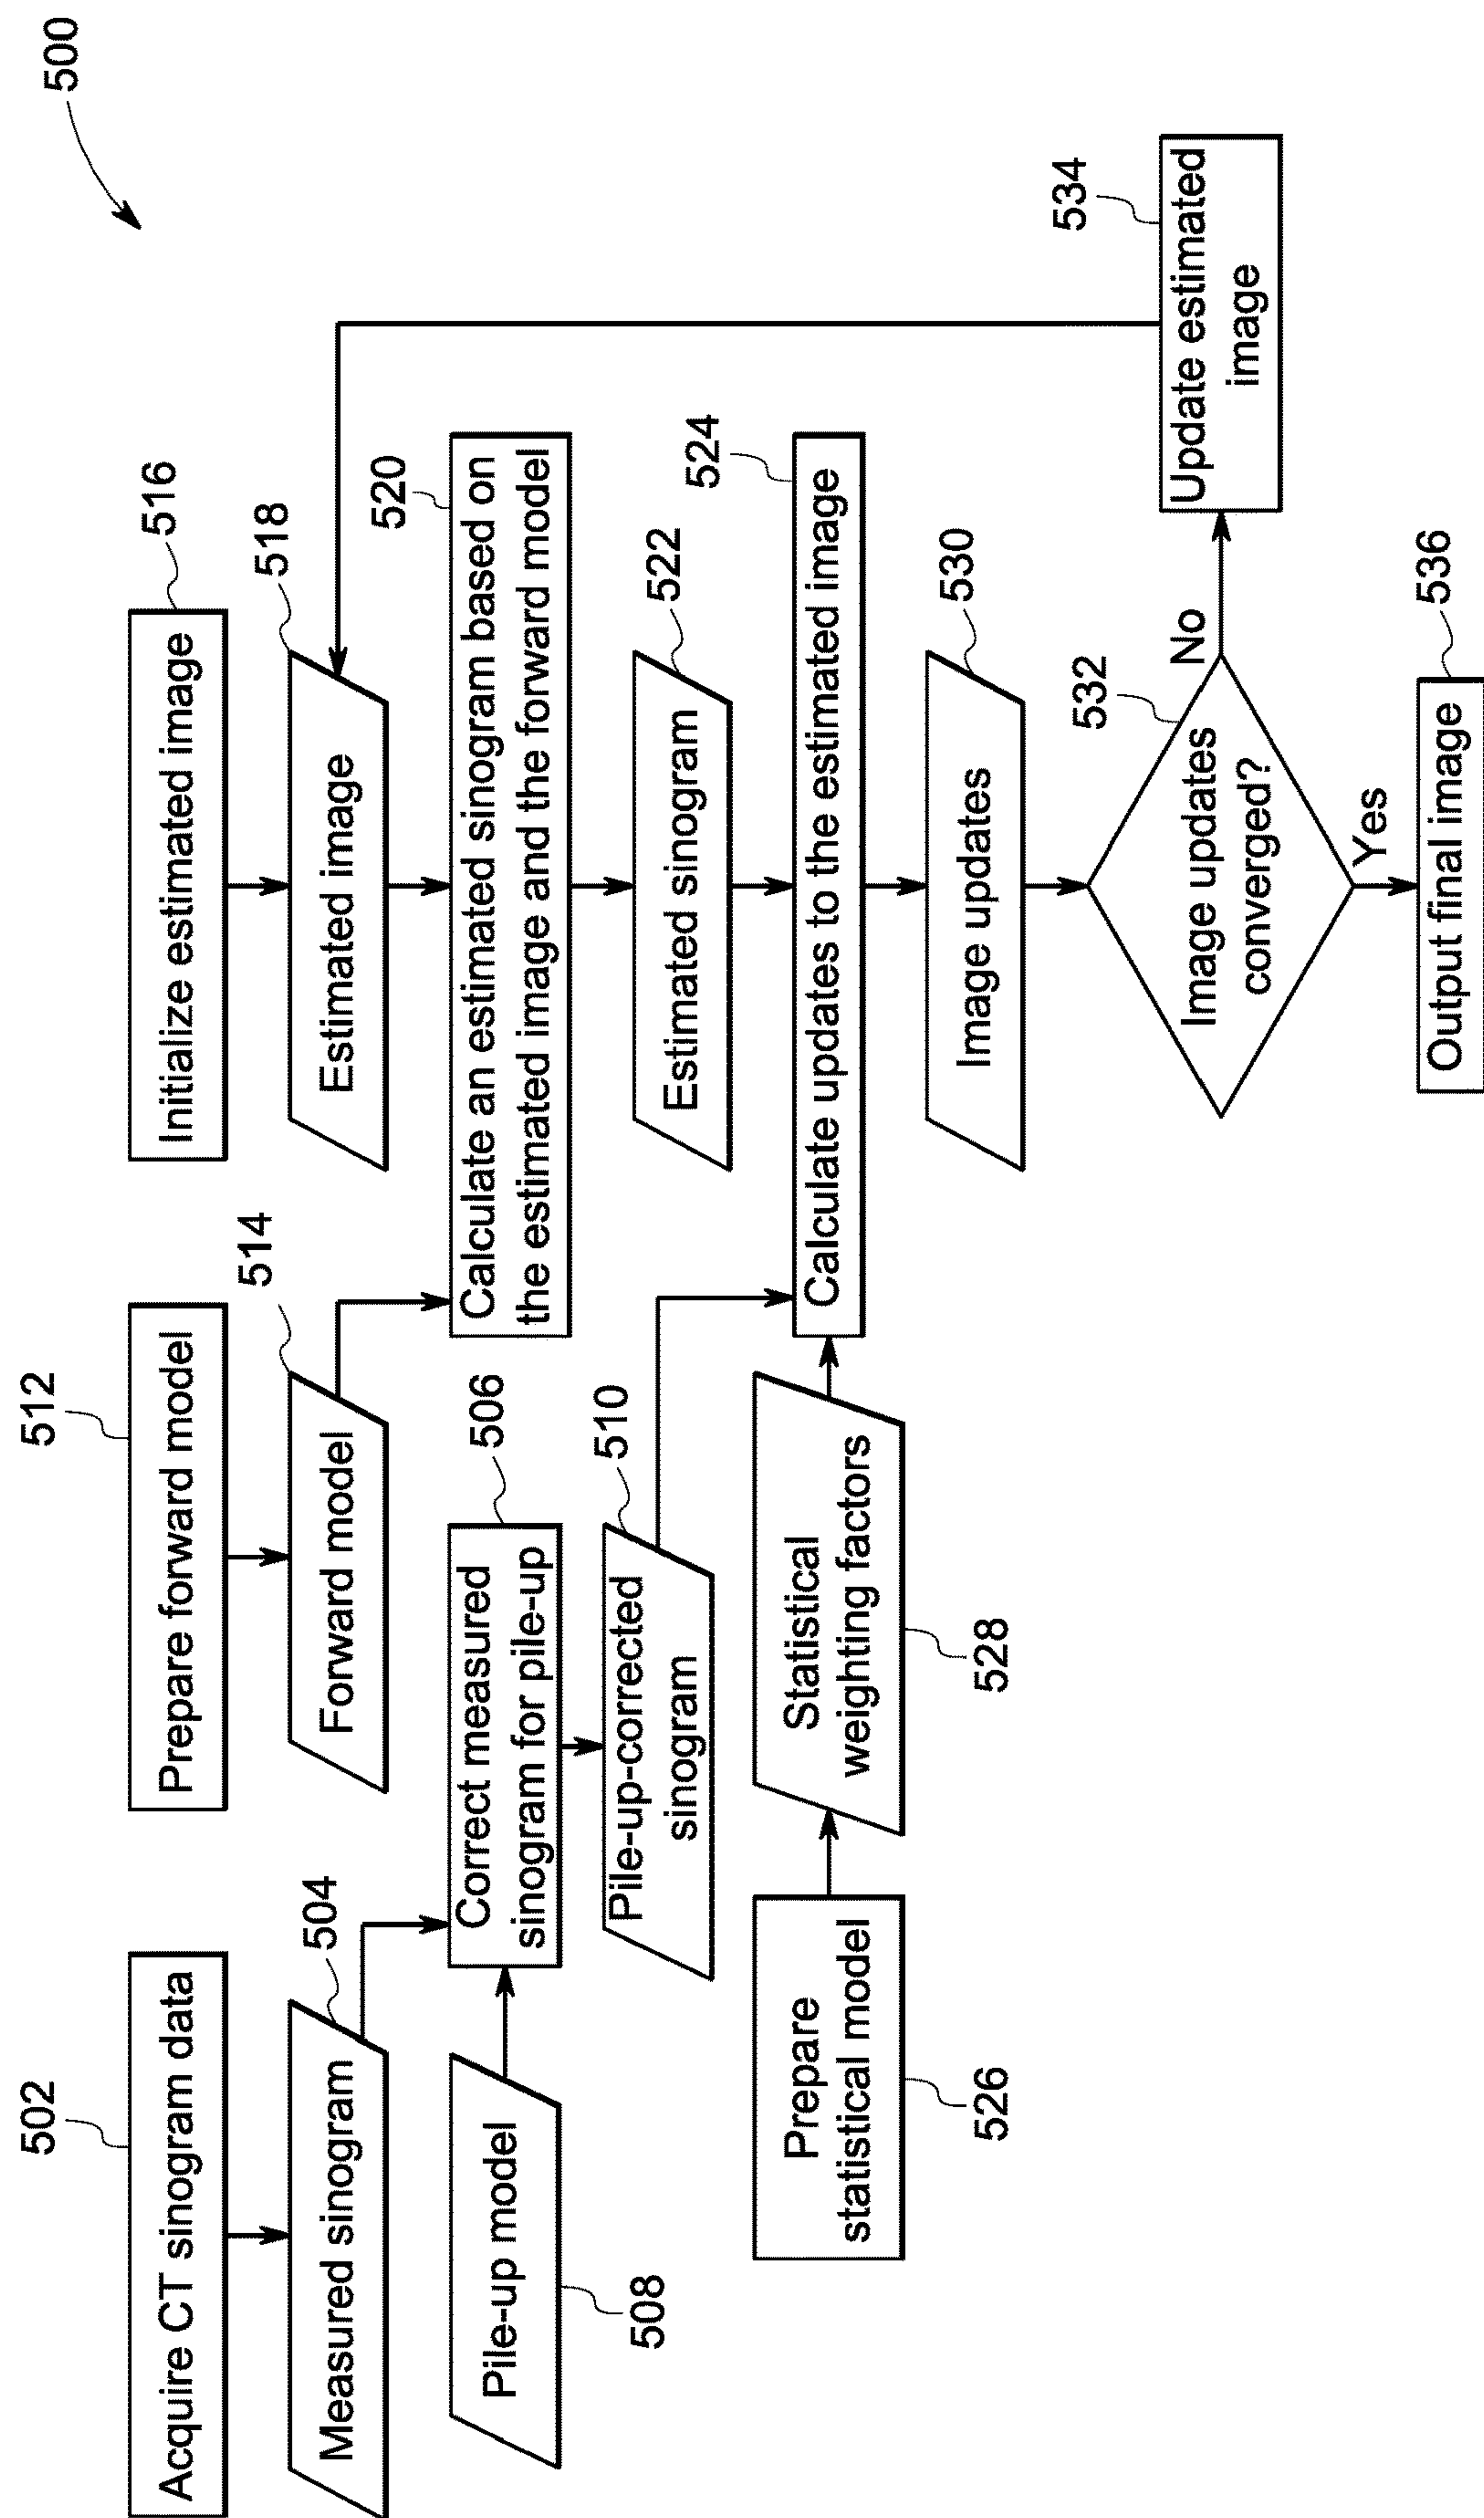 500
502
Acquire CT sinogram data
512
Prepare forward model
516
Initialize estimated image
504
Measured sinogram
514
Forward model
518
Estimated image
508
Pile-up model
506
Correct measured
sinogram for pile-up
520
Calculate an estimated sinogram based on
the estimated image and the forward model
510
Pile-up-corrected
sinogram
522
Estimated sinogram
526
Prepare
statistical model
528
Statistical
weighting factors
524
Calculate updates to the estimated image
530
Image updates
532
Image updates
converged?
No
534
Update estimated
image
Yes
536
Output final image